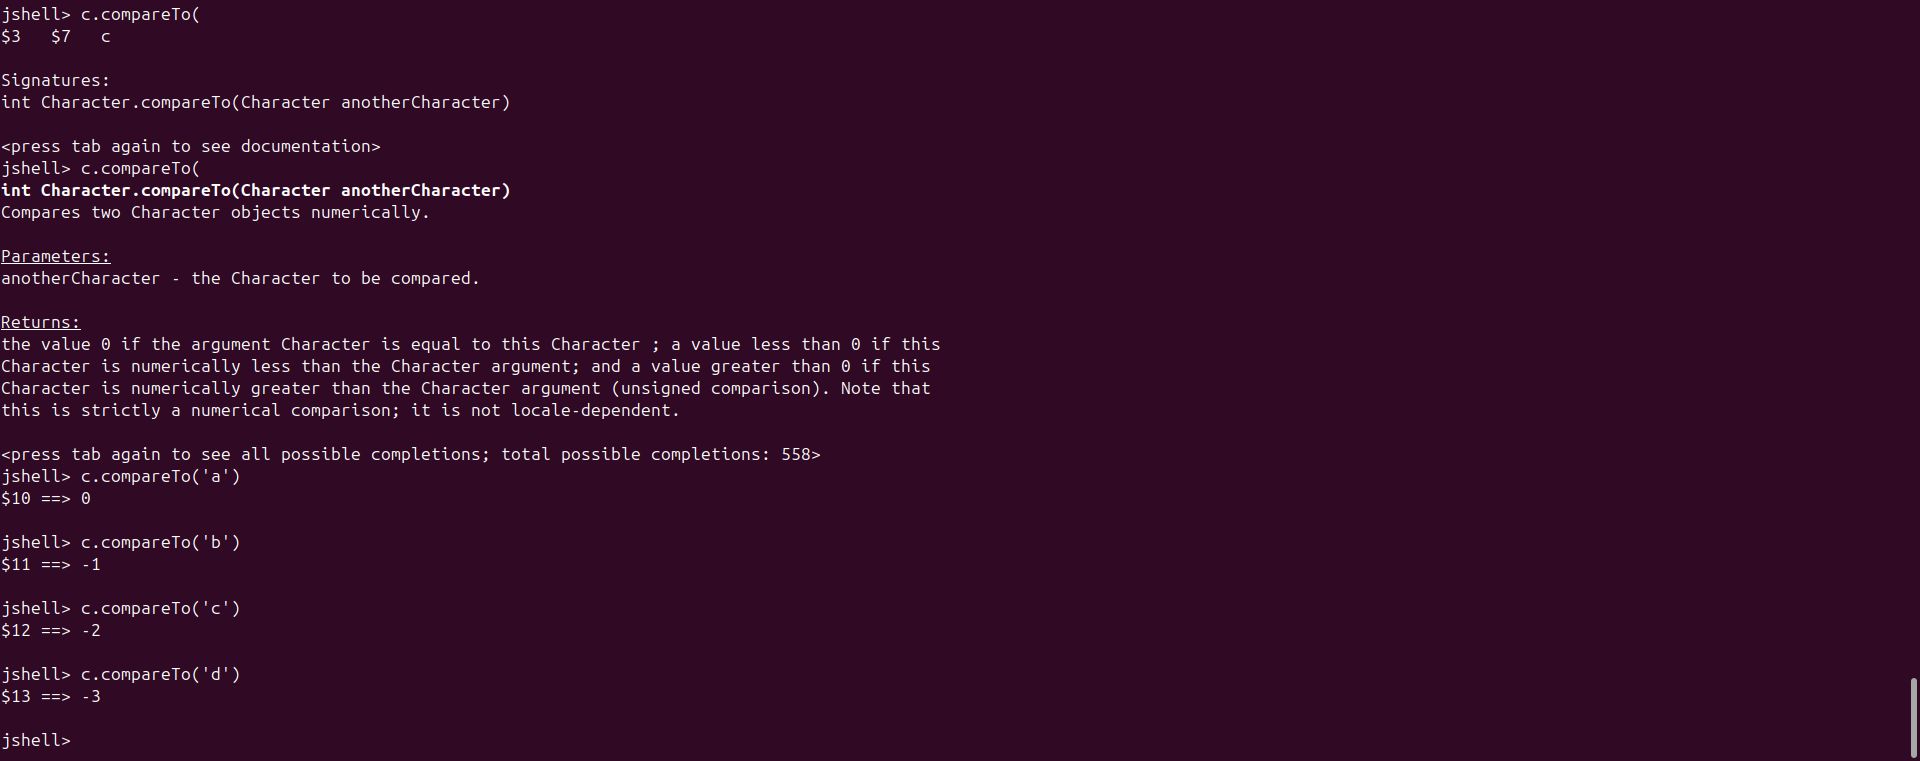 jshell> c.compareTo(
$3   $7   c
Signatures:
int Character.compareTo(Character anotherCharacter)
<press tab again to see documentation>
jshell> c.compareTo(
int Character.compareTo(Character anotherCharacter)
Compares two Character objects numerically.
Parameters:
anotherCharacter - the Character to be compared.
Returns:
the value 0 if the argument Character is equal to this Character ; a value less than 0 if this
Character is numerically less than the Character argument; and a value greater than 0 if this
Character is numerically greater than the Character argument (unsigned comparison). Note that
this is strictly a numerical comparison; it is not locale-dependent.
<press tab again to see all possible completions; total possible completions: 558>
jshell> c.compareTo('a')
$10 ==> 0
jshell> c.compareTo('b')
$11 ==> -1
jshell> c.compareTo('c')
$12 ==> -2
jshell> c.compareTo('d')
$13 ==> -3
jshell>